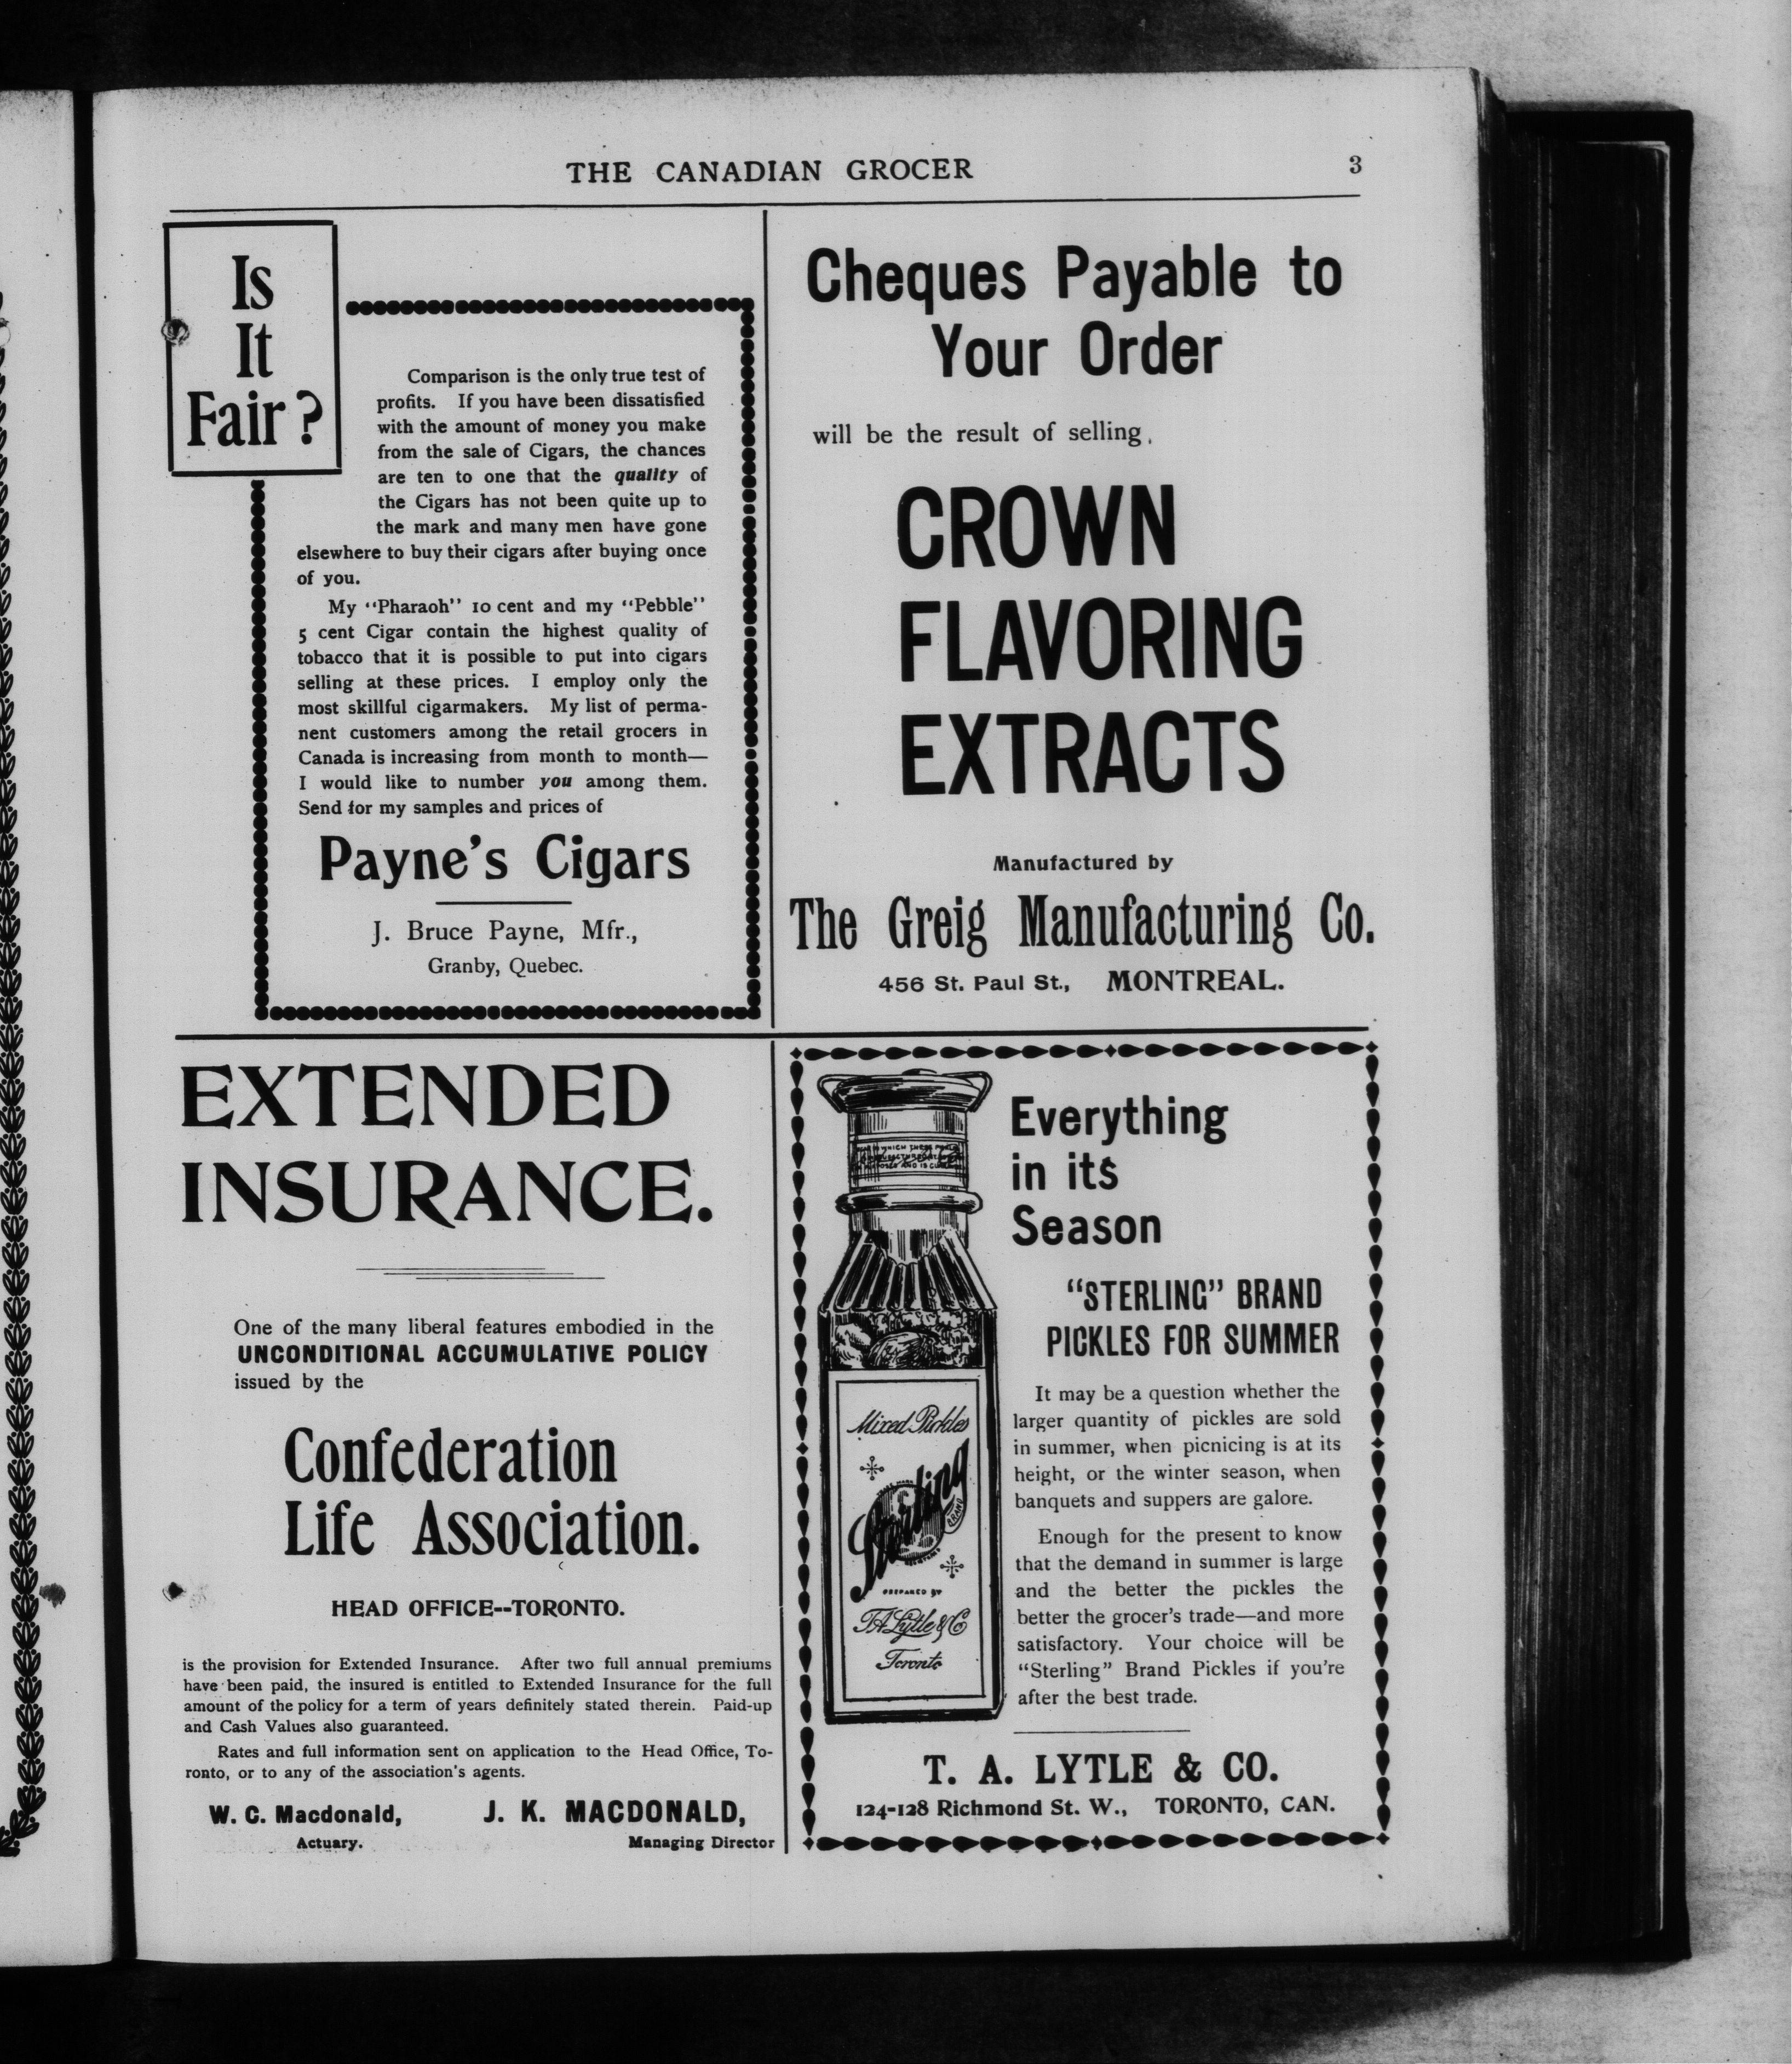 THE CANADIAN GROCER
3
Is
It
Fair?
Comparison is the only true test of
profits. If you have been dissatisfied
with the amount of money you make
from the sale of Cigars, the chances
are ten to one that the quality of
the Cigars has not been quite up to
the mark and many men have gone
elsewhere to buy their cigars after buying once
of you.
My “Pharaoh” 10 cent and my “Pebble”
5 cent Cigar contain the highest quality of
tobacco that it is possible to put into cigars
selling at these prices. I employ only the
most skillful cigarmakers. My list of perma-
nent customers among the retail grocers in
Canada is increasing from month to month—
I would like to number you among them.
Send for my samples and prices of
Payne's Cigars
J. Bruce Payne, Mfr.,
Granby, Quebec.
Cheques Payable to
Your Order
will be the result of selling
CROWN
FLAVORING
EXTRACTS
Manufactured by
The Greig Manufacturing Co.
456 St. Paul St., MONTREAL.
EXTENDED
INSURANCE.
One of the many liberal features embodied in the
UNCONDITIONAL ACCUMULATIVE POLICY
issued by the
Confederation
Life Association.
HEAD OFFICE--TORONTO.
is the provision for Extended Insurance. After two full annual premiums
have been paid, the insured is entitled to Extended Insurance for the full
amount of the policy for a term of years definitely stated therein. Paid-up
and Cash Values also guaranteed.
Rates and full information sent on application to the Head Office, To-
ronto, or to any of the association's agents.
W. C. Macdonald,
Actuary.
J. K. MACDONALD,
Managing Director
Everything
in its
Season
“STERLING” BRAND
PICKLES FOR SUMMER
It may be a question whether the
larger quantity of pickles are sold
in summer, when picnicing is at its
height, or the winter season, when
banquets and suppers are galore.
Enough for the present to know
that the demand in summer is large
and the better the pickles the
better the grocer's trade—and more
satisfactory. Your choice will be
“Sterling” Brand Pickles if you're
after the best trade.
Mixed Pickles
Sterling
BRAND
PREPARED BY
T.A. Lytle & Co
Toronto
T. A. LYTLE & CO.
124-128 Richmond St. W., TORONTO, CAN.